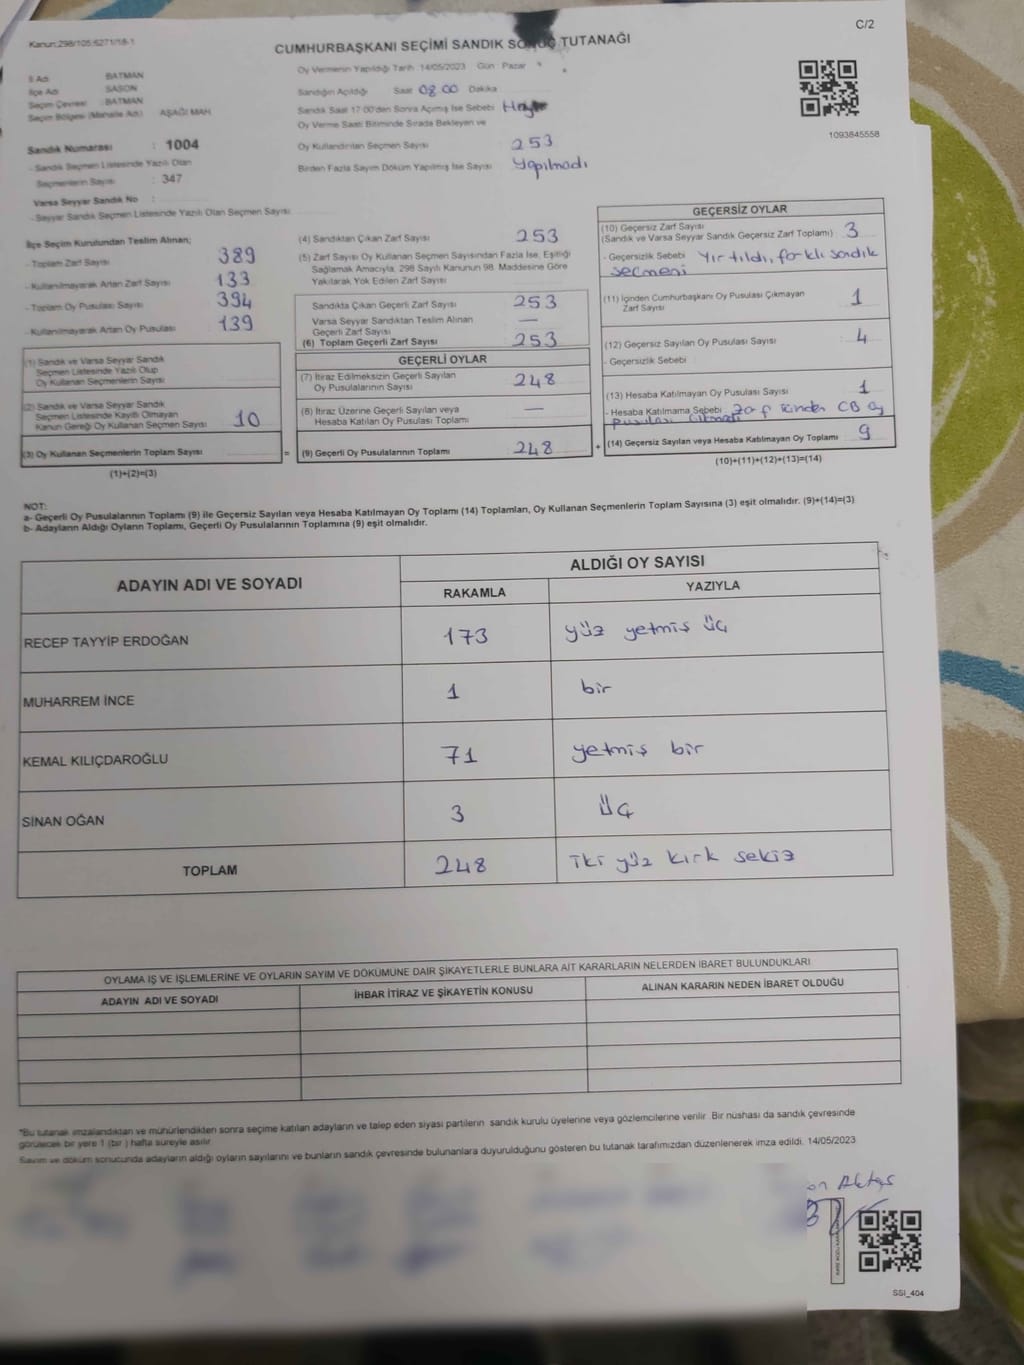 Kanun:298/105:6271/18-1
C/2
CUMHURBAŞKANI SEÇİMİ SANDIK SONUÇ TUTANAĞI
İl Adı BATMAN
İlçe Adı SASON
Seçim Çevresi : BATMAN
Seçim Bölgesi (Mahalle Adı) AŞAĞI MAH
Sandık Numarası : 1004
- Sandık Seçmen Listesinde Yazılı Olan
Seçmenlerin Sayısı : 347
Varsa Seyyar Sandık No :
- Seyyar Sandık Seçmen Listesinde Yazılı Olan Seçmen Sayısı
Oy Vermenin Yapıldığı Tarih :14/05/2023 Gün : Pazar
Sandığın Açıldığı Saat 08 00 Dakika
Sandık Saat 17:00'den Sonra Açılmış İse Sebebi Hayır
Oy Verme Saati Bitiminde Sırada Bekleyen ve
Oy Kullandırılan Seçmen Sayısı 253
Birden Fazla Sayım Döküm Yapılmış İse Sayısı Yapılmadı
1093845558
İlçe Seçim Kurulundan Teslim Alınan;
- Toplam Zarf Sayısı 389
- Kullanılmayarak Artan Zarf Sayısı 133
- Toplam Oy Pusulası Sayısı 394
- Kullanılmayarak Artan Oy Pusulası 139
(1) Sandık ve Varsa Seyyar Sandık
Seçmen Listesinde Yazılı Olup
Oy Kullanan Seçmenlerin Sayısı
(2) Sandık ve Varsa Seyyar Sandık
Seçmen Listesinde Kayıtlı Olmayan
Kanun Gereği Oy Kullanan Seçmen Sayısı 10
(3) Oy Kullanan Seçmenlerin Toplam Sayısı =
(1)+(2)=(3)
(4) Sandıktan Çıkan Zarf Sayısı 253
(5) Zarf Sayısı Oy Kullanan Seçmen Sayısından Fazla İse, Eşitliği
Sağlamak Amacıyla, 298 Sayılı Kanunun 98. Maddesine Göre
Yakılarak Yok Edilen Zarf Sayısı
Sandıkta Çıkan Geçerli Zarf Sayısı 253
Varsa Seyyar Sandıktan Teslim Alınan
Geçerli Zarf Sayısı —
(6) Toplam Geçerli Zarf Sayısı 253
GEÇERLİ OYLAR
(7) İtiraz Edilmeksizin Geçerli Sayılan
Oy Pusulalarının Sayısı 248
(8) İtiraz Üzerine Geçerli Sayılan veya
Hesaba Katılan Oy Pusulası Toplamı —
(9) Geçerli Oy Pusulalarının Toplamı 248 +
GEÇERSİZ OYLAR
(10) Geçersiz Zarf Sayısı
(Sandık ve Varsa Seyyar Sandık Geçersiz Zarf Toplamı) 3
- Geçersizlik Sebebi Yırtıldı, farklı sandık
seçmeni
(11) İçinden Cumhurbaşkanı Oy Pusulası Çıkmayan
Zarf Sayısı 1
(12) Geçersiz Sayılan Oy Pusulası Sayısı 4
- Geçersizlik Sebebi
(13) Hesaba Katılmayan Oy Pusulası Sayısı 1
- Hesaba Katılmama Sebebi Zarf içinden CB oy
pusulası çıkmadı
(14) Geçersiz Sayılan veya Hesaba Katılmayan Oy Toplamı 9
(10)+(11)+(12)+(13)=(14)
NOT:
a- Geçerli Oy Pusulalarının Toplamı (9) ile Geçersiz Sayılan veya Hesaba Katılmayan Oy Toplamı (14) Toplamları, Oy Kullanan Seçmenlerin Toplam Sayısına (3) eşit olmalıdır. (9)+(14)=(3)
b- Adayların Aldığı Oyların Toplamı, Geçerli Oy Pusulalarının Toplamına (9) eşit olmalıdır.
ADAYIN ADI VE SOYADI
ALDIĞI OY SAYISI
RAKAMLA YAZIYLA
RECEP TAYYİP ERDOĞAN 173 yüz yetmiş üç
MUHARREM İNCE 1 bir
KEMAL KILIÇDAROĞLU 71 yetmiş bir
SİNAN OĞAN 3 üç
TOPLAM 248 iki yüz kırk sekiz
OYLAMA İŞ VE İŞLEMLERİNE VE OYLARIN SAYIM VE DÖKÜMÜNE DAİR ŞİKAYETLERLE BUNLARA AİT KARARLARIN NELERDEN İBARET BULUNDUKLARI
ADAYIN ADI VE SOYADI İHBAR İTİRAZ VE ŞİKAYETİN KONUSU ALINAN KARARIN NEDEN İBARET OLDUĞU
*Bu tutanak imzalandıktan ve mühürlendikten sonra seçime katılan adayların ve talep eden siyasi partilerin sandık kurulu üyelerine veya gözlemcilerine verilir. Bir nüshası da sandık çevresinde
görülecek bir yere 1 (bir ) hafta süreyle asılır.
Sayım ve döküm sonucunda adayların aldığı oyların sayılarını ve bunların sandık çevresinde bulunanlara duyurulduğunu gösteren bu tutanak tarafımızdan düzenlenerek imza edildi. 14/05/2023
on Aktaş
SSI_404